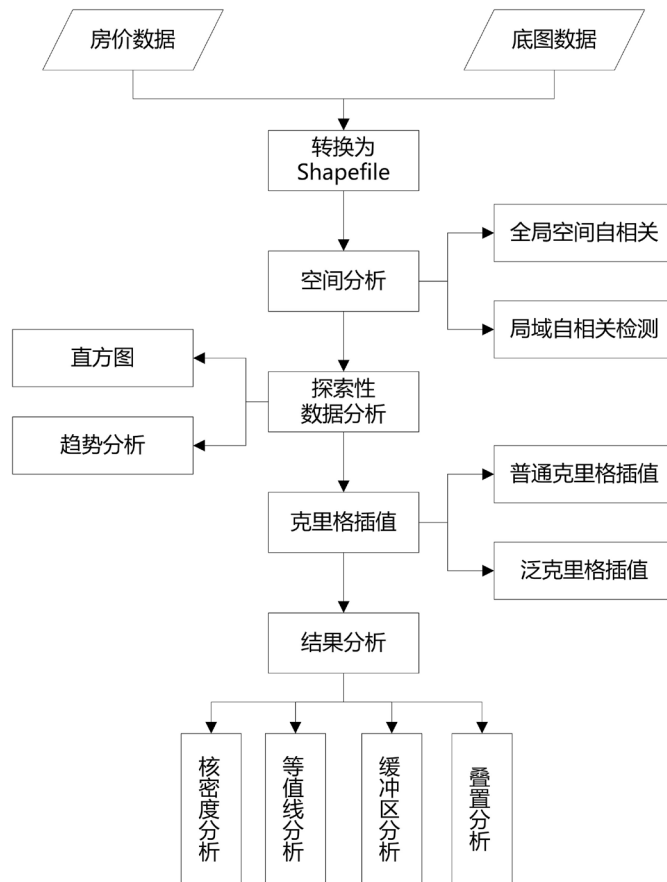 房价数据
底图数据
转换为
Shapefile
全局空间自相关
空间分析
局域自相关检测
直方图
探索性
数据分析
趋势分析
普通克里格插值
克里格插值
泛克里格插值
结果分析
核密度分析
等值线分析
缓冲区分析
叠置分析